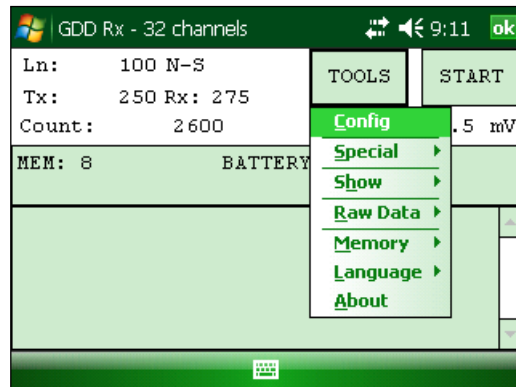 GDD Rx - 32 channels 9:11 ok
Ln: 100 N-S
Tx: 250 Rx: 275
TOOLS START
Count: 2600 .5 mV
MEM: 8 BATTERY
Config
Special
Show
Raw Data
Memory
Language
About